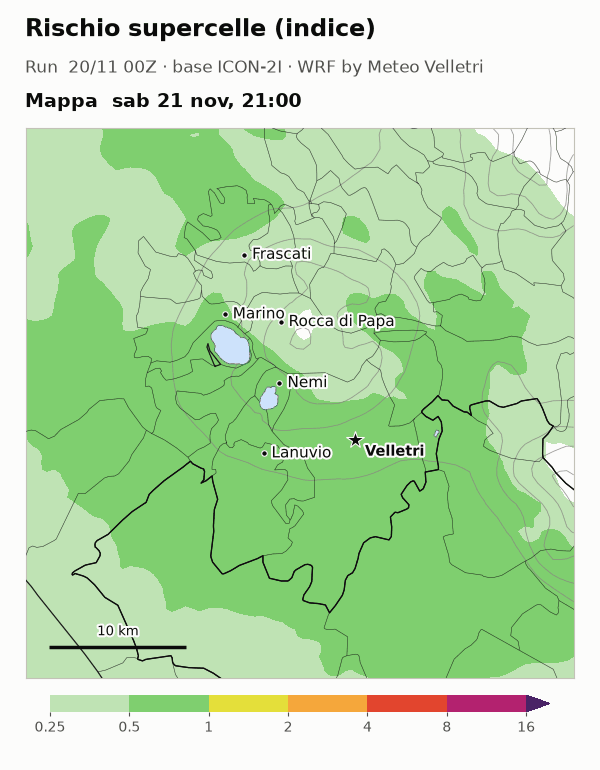 Rischio supercelle (indice)
Run  20/11 00Z · base ICON-2I · WRF by Meteo Velletri
Mappa  sab 21 nov, 21:00
Frascati
Marino
Rocca di Papa
Nemi
Velletri
Lanuvio
10 km
0.25 0.5 1 2 4 8 16